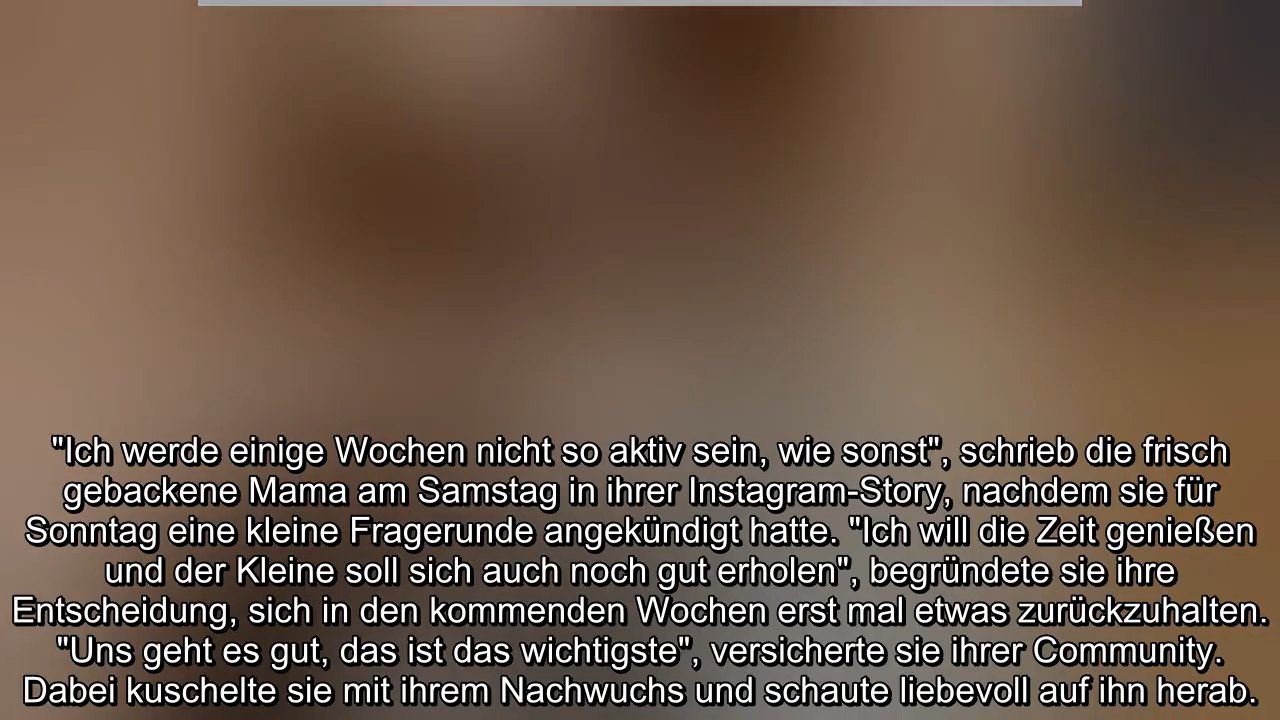 "Ich werde einige Wochen nicht so aktiv sein, wie sonst", schrieb die frisch
gebackene Mama am Samstag in ihrer Instagram-Story, nachdem sie für
Sonntag eine kleine Fragerunde angekündigt hatte. "Ich will die Zeit genießen
und der Kleine soll sich auch noch gut erholen", begründete sie ihre
Entscheidung, sich in den kommenden Wochen erst mal etwas zurückzuhalten.
"Uns geht es gut, das ist das wichtigste", versicherte sie ihrer Community.
Dabei kuschelte sie mit ihrem Nachwuchs und schaute liebevoll auf ihn herab.